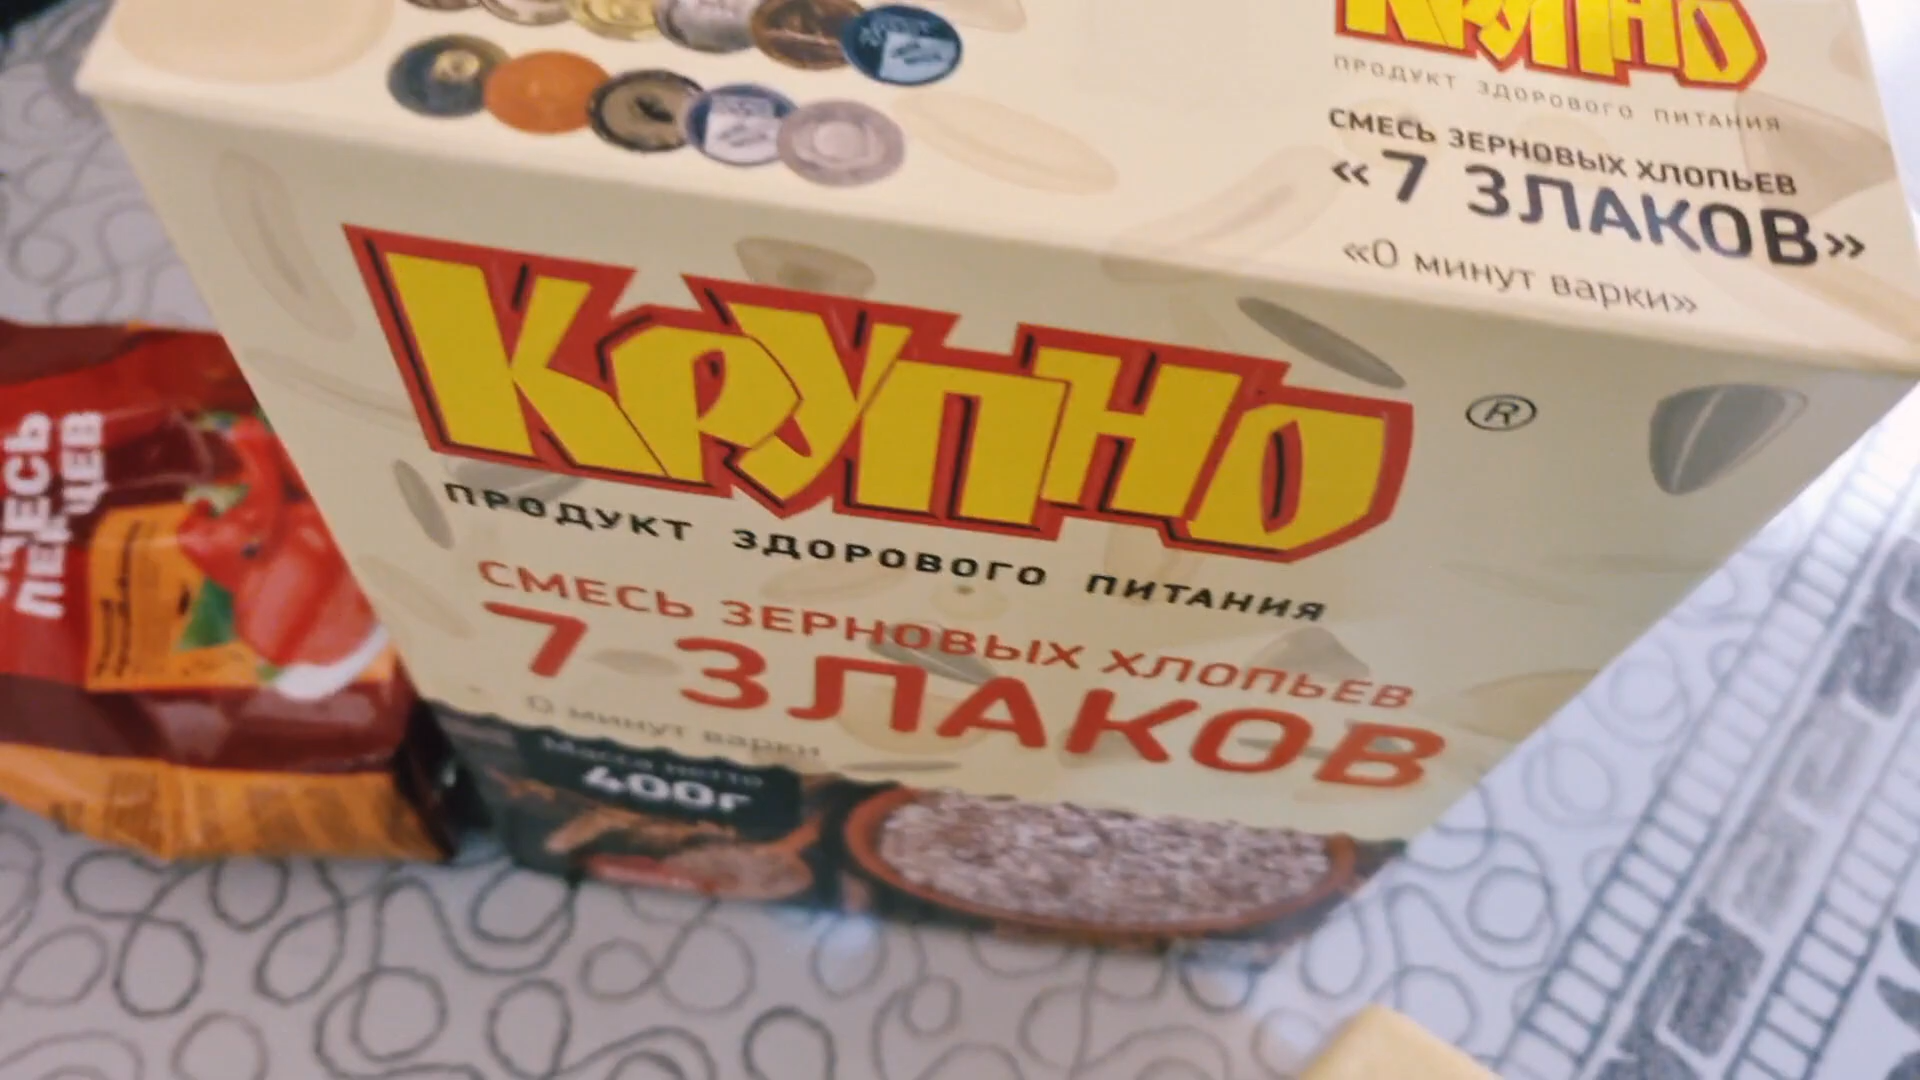 КРУПНО
ПРОДУКТ ЗДОРОВОГО ПИТАНИЯ
СМЕСЬ ЗЕРНОВЫХ ХЛОПЬЕВ
«7 ЗЛАКОВ»
«0 минут варки»
КРУПНО ®
ПРОДУКТ ЗДОРОВОГО ПИТАНИЯ
СМЕСЬ ЗЕРНОВЫХ ХЛОПЬЕВ
7 ЗЛАКОВ
0 минут варки
Масса нетто
400г
СМЕСЬ
ПЕРЦЕВ